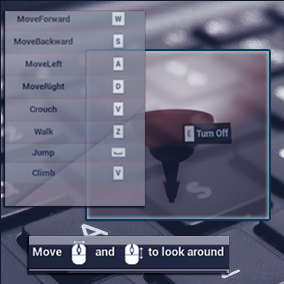 MoveForward W
MoveBackward S
MoveLeft A
MoveRight D
Crouch V
Walk Z
Jump
Climb V
E Turn Off
Move and to look around
A
S